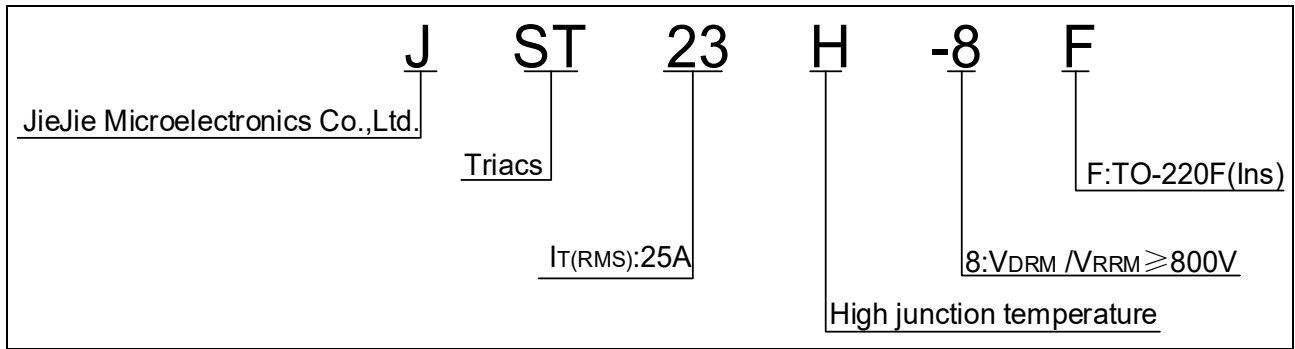 J ST 23 H -8 F
JieJie Microelectronics Co.,Ltd.
Triacs
F:TO-220F(Ins)
IT(RMS):25A
8:VDRM /VRRM≥800V
High junction temperature